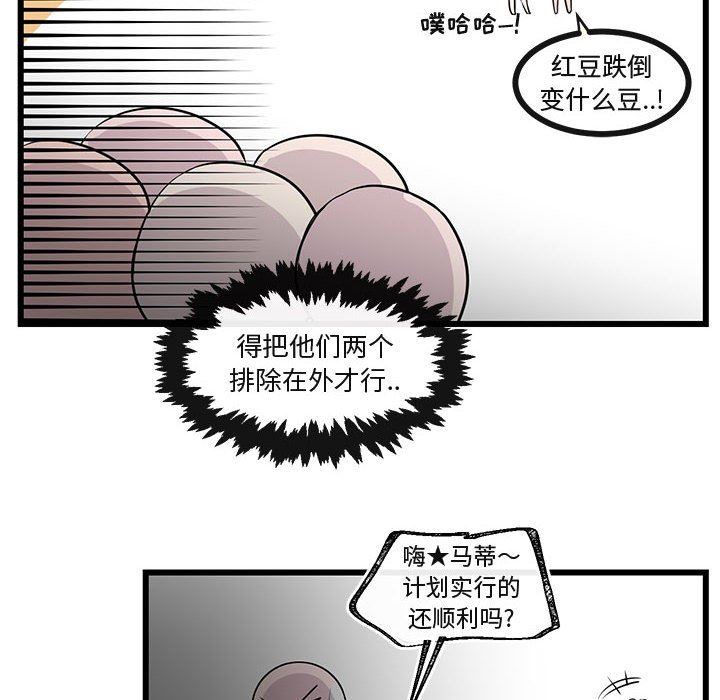 噗哈哈—!
红豆跌倒
变什么豆..!
得把他们两个
排除在外才行..
嗨★马蒂～
计划实行的
还顺利吗?